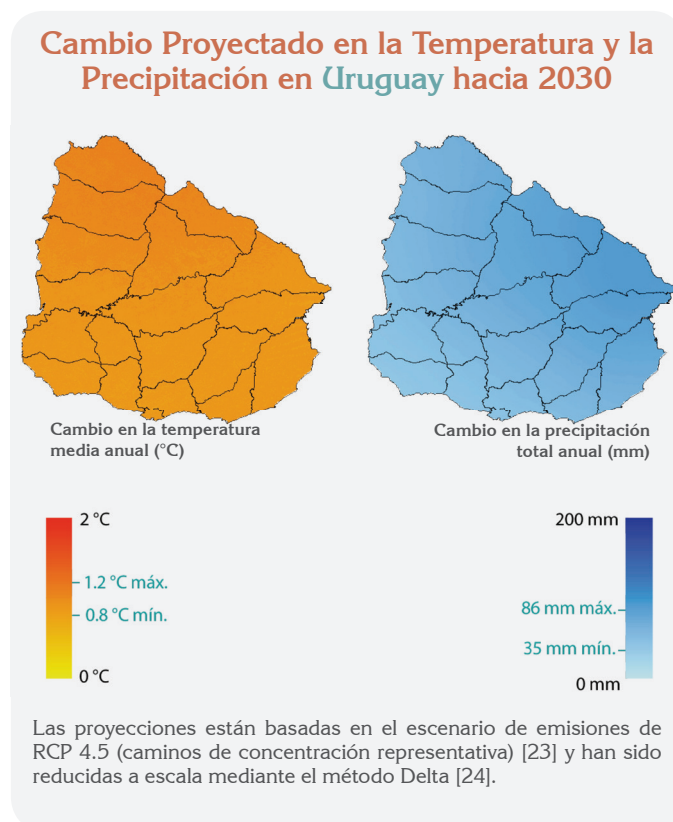 Cambio Proyectado en la Temperatura y la
Precipitación en Uruguay hacia 2030
Cambio en la temperatura
media anual (°C)
Cambio en la precipitación
total anual (mm)
2 °C
1.2 °C máx.
0.8 °C mín.
0 °C
200 mm
86 mm máx.
35 mm mín.
0 mm
Las proyecciones están basadas en el escenario de emisiones de
RCP 4.5 (caminos de concentración representativa) [23] y han sido
reducidas a escala mediante el método Delta [24].